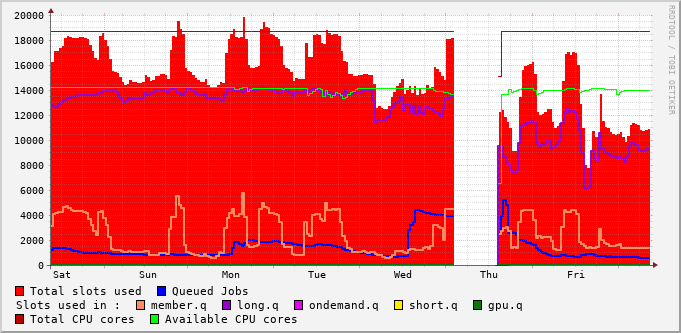 RRDTOOL / TOBI OETIKER
20000
18000
16000
14000
12000
10000
8000
6000
4000
2000
0
Sat Sun Mon Tue Wed Thu Fri
Total slots used Queued Jobs
Slots used in : member.q long.q ondemand.q short.q gpu.q
Total CPU cores Available CPU cores